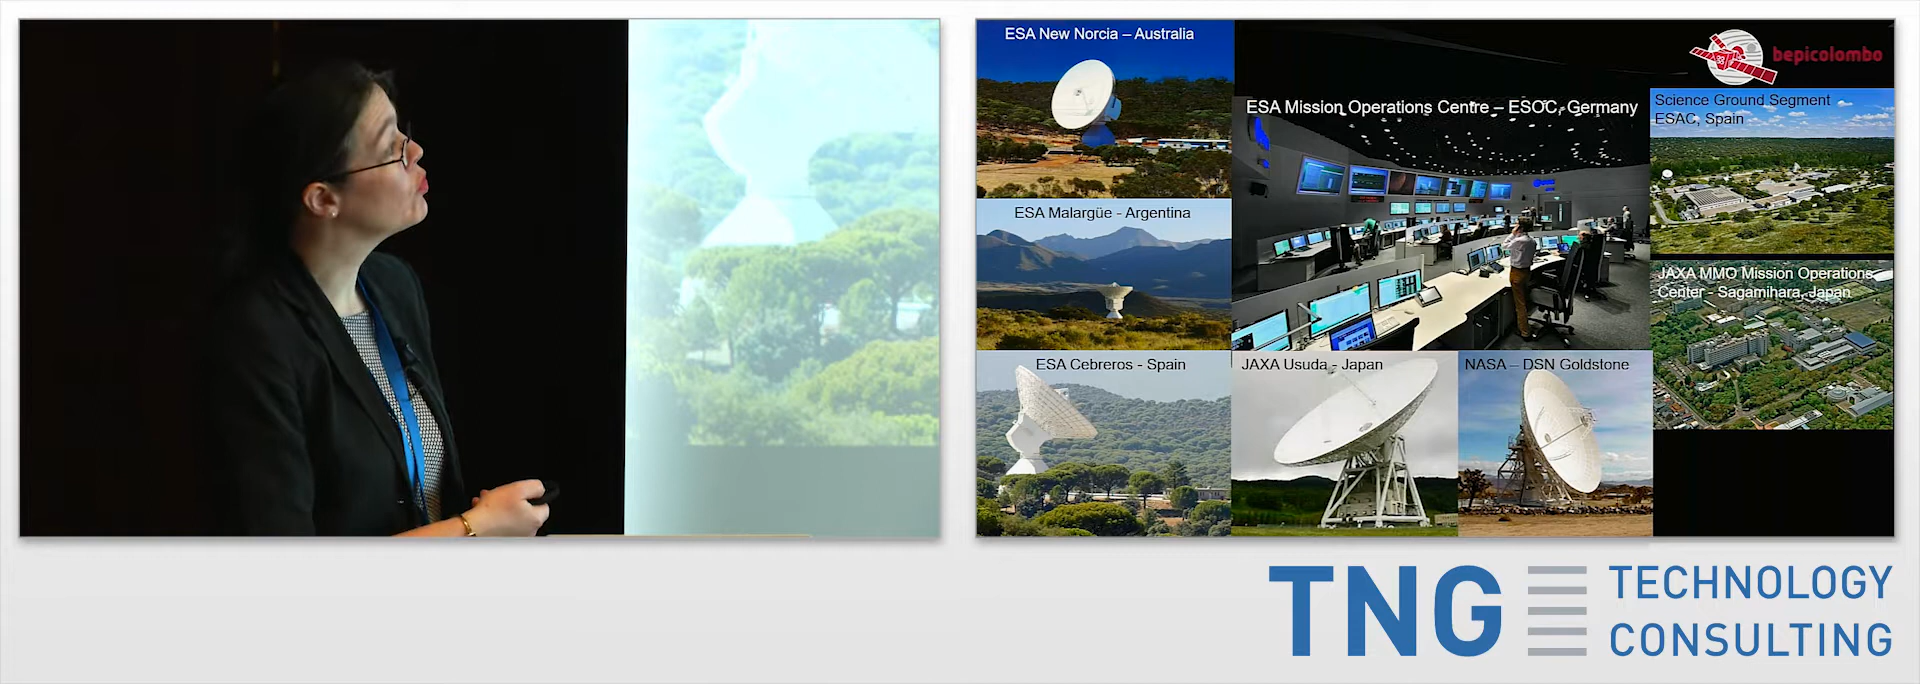 ESA New Norcia – Australia
bepicolombo
ESA Mission Operations Centre – ESOC, Germany
Science Ground Segment
ESAC, Spain
ESA Malargüe - Argentina
JAXA MMO Mission Operations
Center - Sagamihara, Japan
ESA Cebreros - Spain
JAXA Usuda - Japan
NASA – DSN Goldstone
TNG TECHNOLOGY
CONSULTING